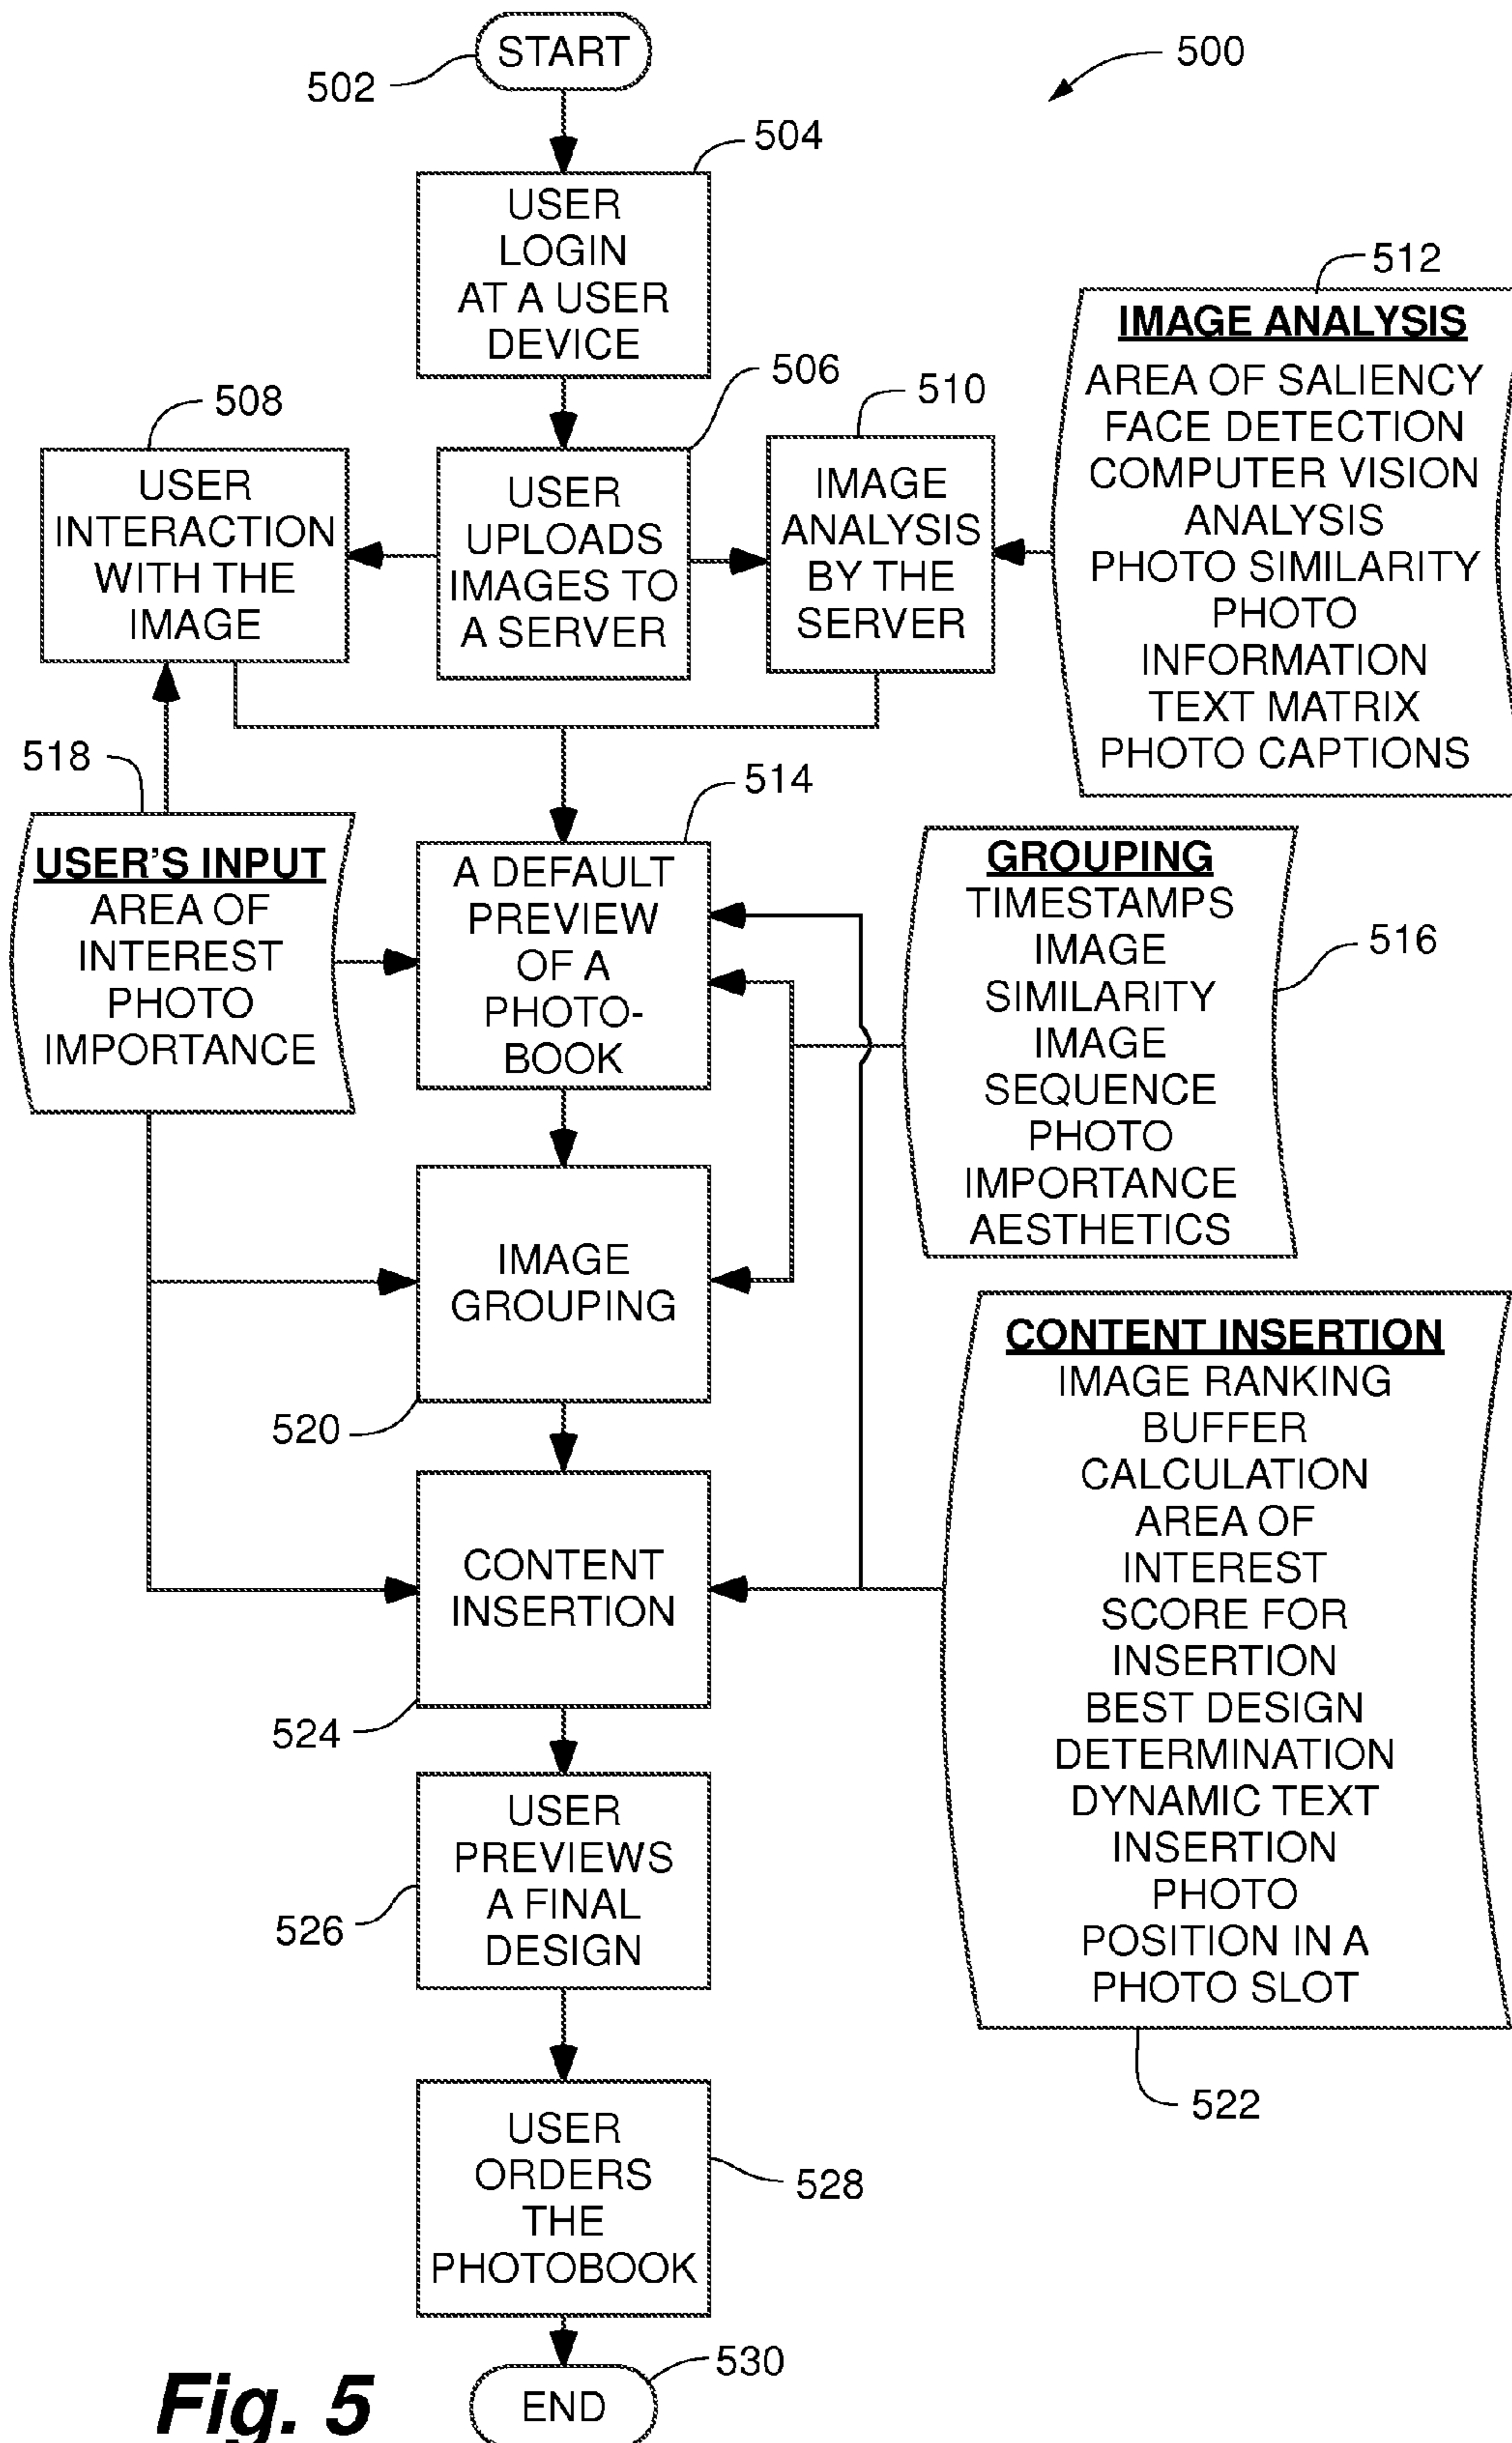 START
502
500
504
USER
LOGIN
AT A USER
DEVICE
512
IMAGE ANALYSIS
AREA OF SALIENCY
FACE DETECTION
COMPUTER VISION
ANALYSIS
PHOTO SIMILARITY
PHOTO
INFORMATION
TEXT MATRIX
PHOTO CAPTIONS
506
508
510
USER
INTERACTION
WITH THE
IMAGE
USER
UPLOADS
IMAGES TO
A SERVER
IMAGE
ANALYSIS
BY THE
SERVER
518
514
USER'S INPUT
AREA OF
INTEREST
PHOTO
IMPORTANCE
A DEFAULT
PREVIEW
OF A
PHOTO-
BOOK
GROUPING
TIMESTAMPS
IMAGE
SIMILARITY
IMAGE
SEQUENCE
PHOTO
IMPORTANCE
AESTHETICS
516
IMAGE
GROUPING
520
CONTENT INSERTION
IMAGE RANKING
BUFFER
CALCULATION
AREA OF
INTEREST
SCORE FOR
INSERTION
BEST DESIGN
DETERMINATION
DYNAMIC TEXT
INSERTION
PHOTO
POSITION IN A
PHOTO SLOT
522
CONTENT
INSERTION
524
USER
PREVIEWS
A FINAL
DESIGN
526
USER
ORDERS
THE
PHOTOBOOK
528
530
END
Fig. 5